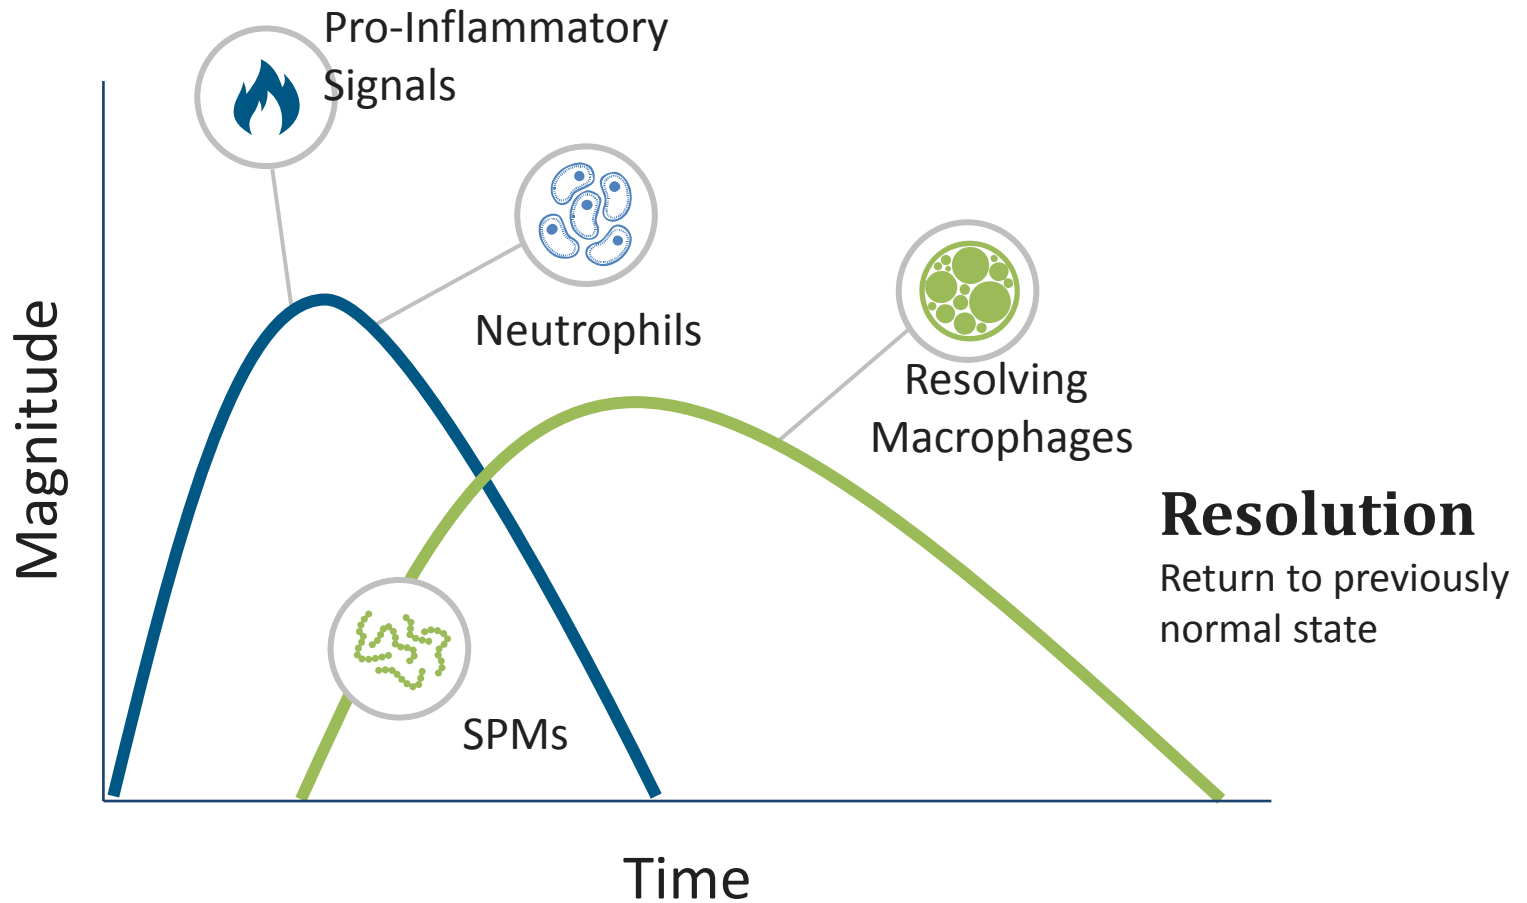 Pro-Inflammatory
Signals
Neutrophils
Resolving
Macrophages
Magnitude
Resolution
Return to previously
normal state
SPMs
Time